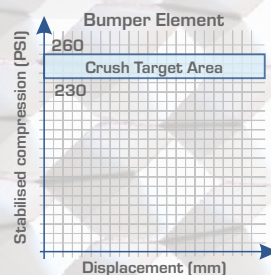 Bumper Element
260
Crush Target Area
230
Stabilised compression (PSI)
Displacement (mm)